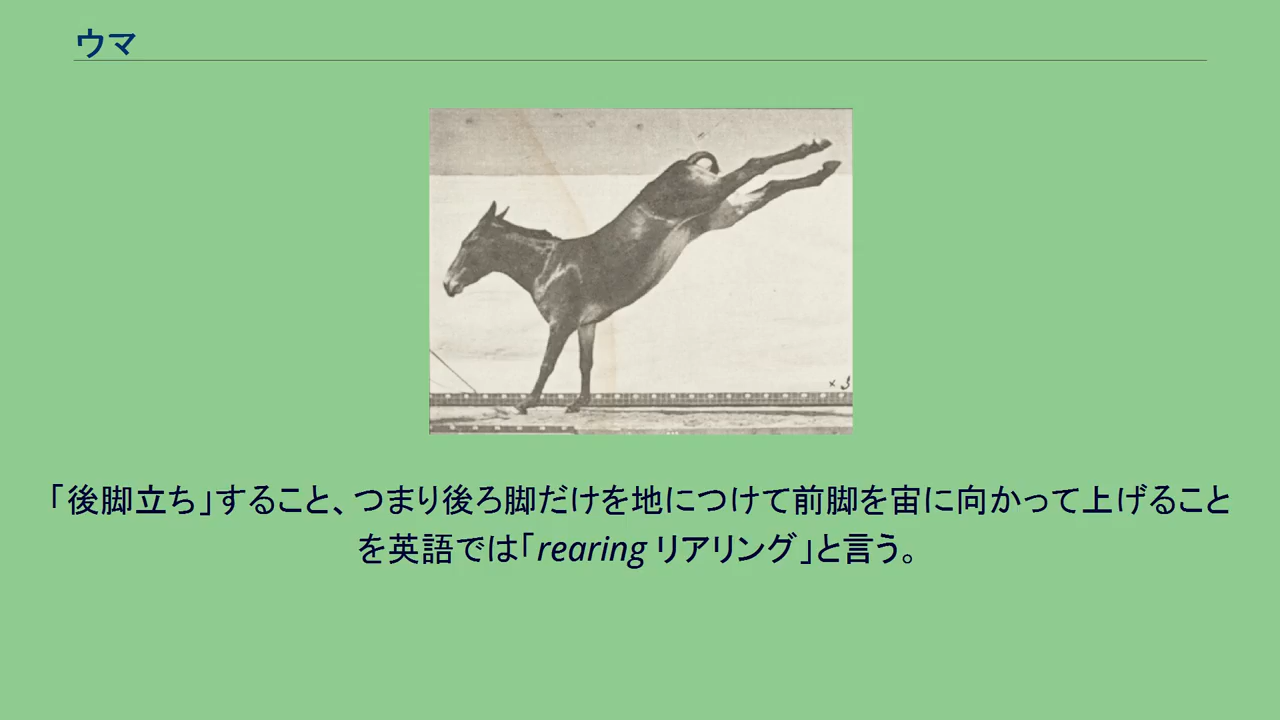 ウマ
「後脚立ち」すること、つまり後ろ脚だけを地につけて前脚を宙に向かって上げること
を英語では「rearing リアリング」と言う。